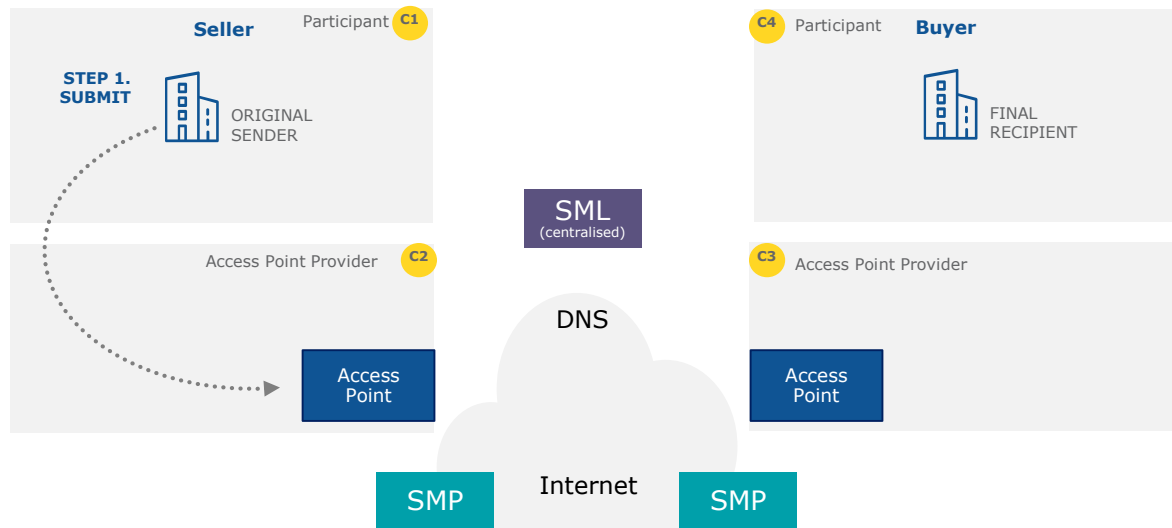 Participant C1
Seller
STEP 1.
SUBMIT
ORIGINAL
SENDER
C4 Participant
Buyer
FINAL
RECIPIENT
SML
(centralised)
Access Point Provider C2
C3 Access Point Provider
DNS
Access
Point
Access
Point
Internet
SMP
SMP